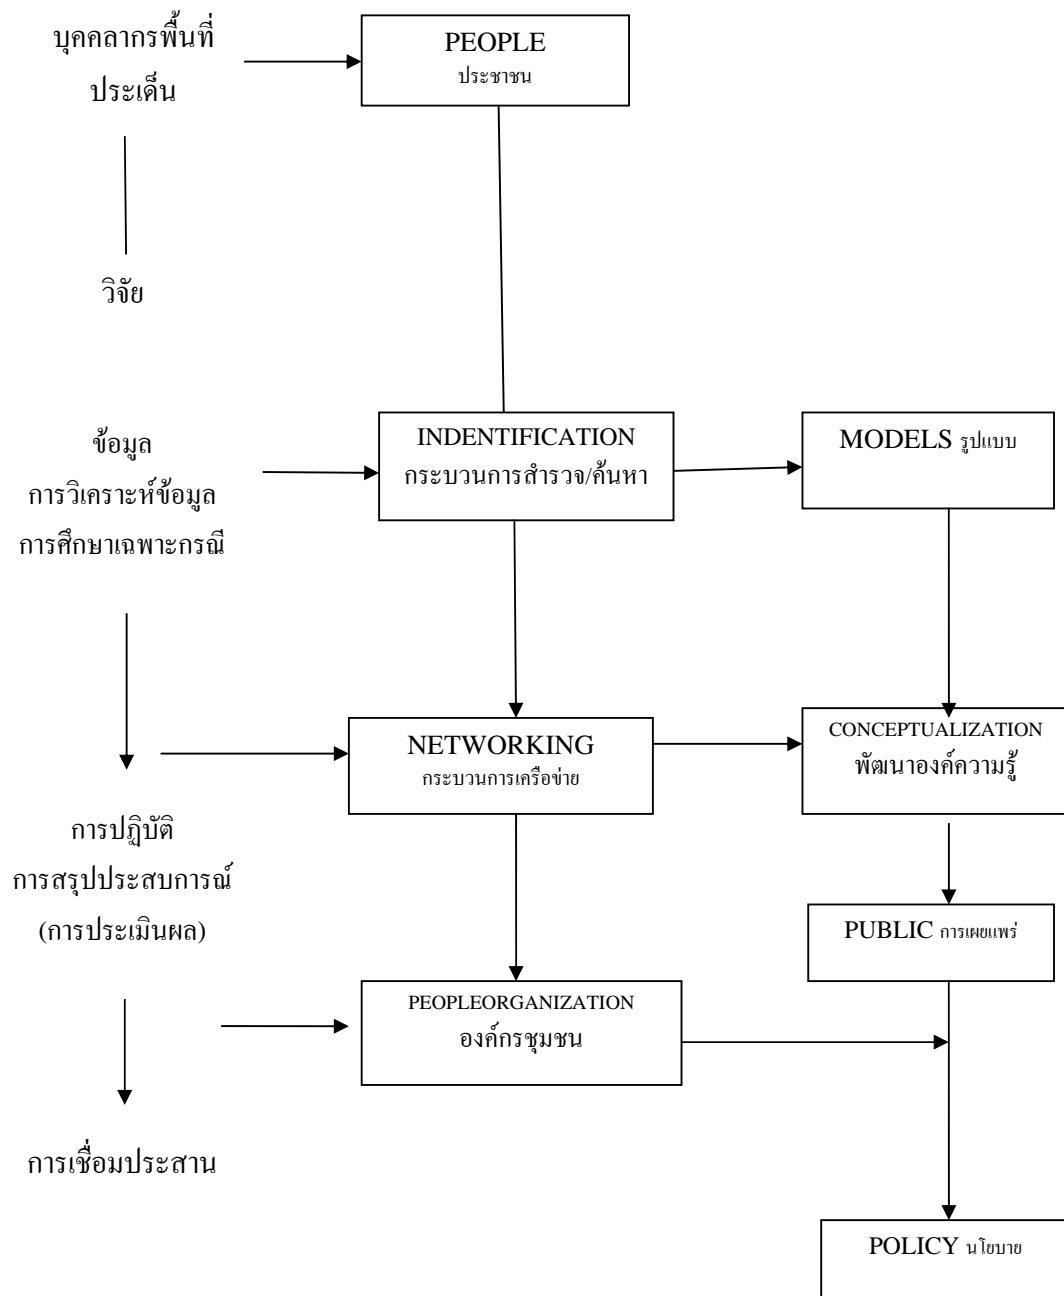 บุคคลากรพื้นที่
ประเด็น
PEOPLE
ประชาชน
วิจัย
ข้อมูล
การวิเคราะห์ข้อมูล
การศึกษาเฉพาะกรณี
INDENTIFICATION
กระบวนการสำรวจ/ค้นหา
MODELS รูปแบบ
NETWORKING
กระบวนการเครือข่าย
CONCEPTUALIZATION
พัฒนาองค์ความรู้
การปฏิบัติ
การสรุปประสบการณ์
(การประเมินผล)
PUBLIC การเผยแพร่
PEOPLEORGANIZATION
องค์กรชุมชน
การเชื่อมประสาน
POLICY นโยบาย